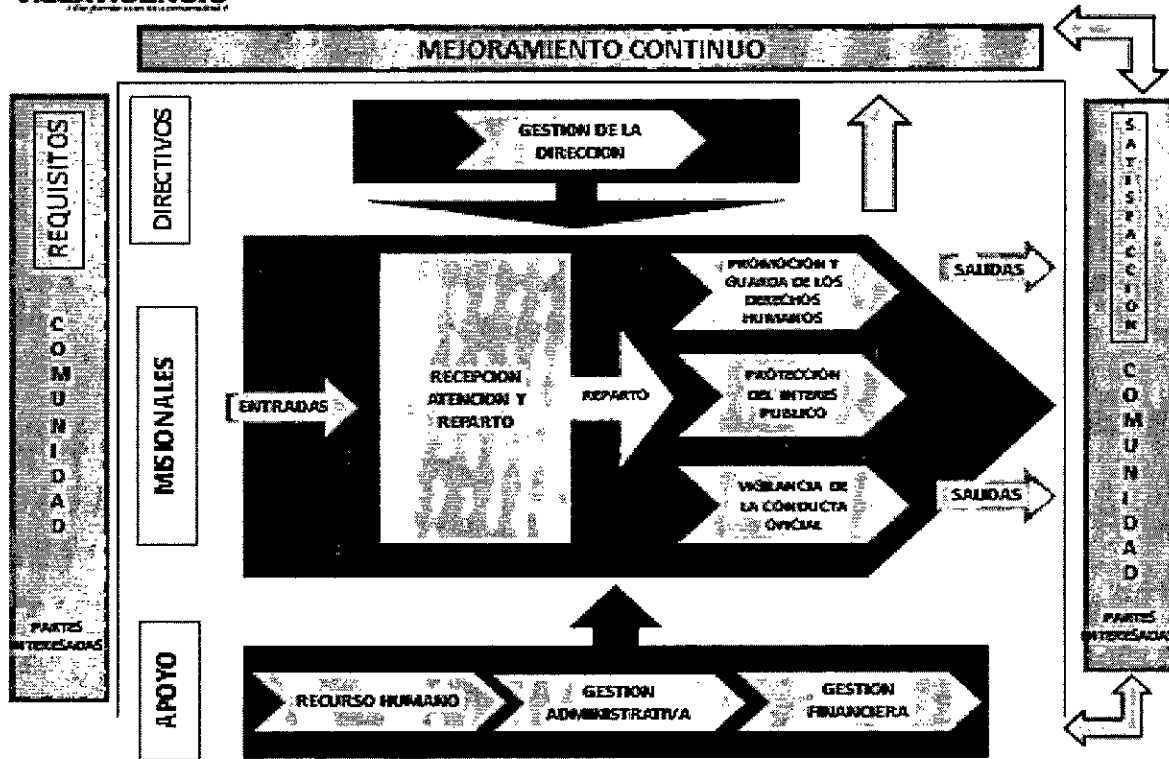 MEJORAMIENTO CONTINUO
REQUISITOS
COMUNIDAD
PARTES
INTERESADAS
DIRECTIVOS
GESTION DE LA
DIRECCION
MISIONALES
ENTRADAS
RECEPCION
ATENCION Y
REPARTO
REPARTO
PROMOCIÓN Y
GUARDA DE LOS
DERECHOS
HUMANOS
PROTECCIÓN
DEL INTERES
PUBLICO
VIGILANCIA DE
LA CONDUCTA
OFICIAL
SALIDAS
SALIDAS
SATISFACCION
COMUNIDAD
PARTES
INTERESADAS
APOYO
RECURSO HUMANO
GESTION
ADMINISTRATIVA
GESTION
FINANCIERA